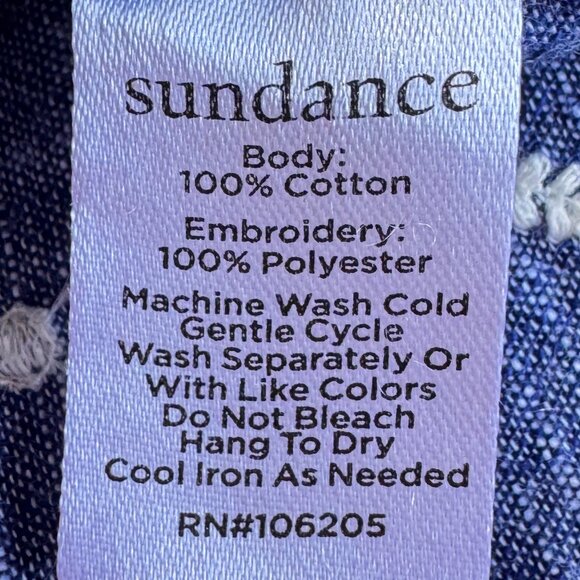 sundance
Body:
100% Cotton
Embroidery:
100% Polyester
Machine Wash Cold
Gentle Cycle
Wash Separately Or
With Like Colors
Do Not Bleach
Hang To Dry
Cool Iron As Needed
RN#106205